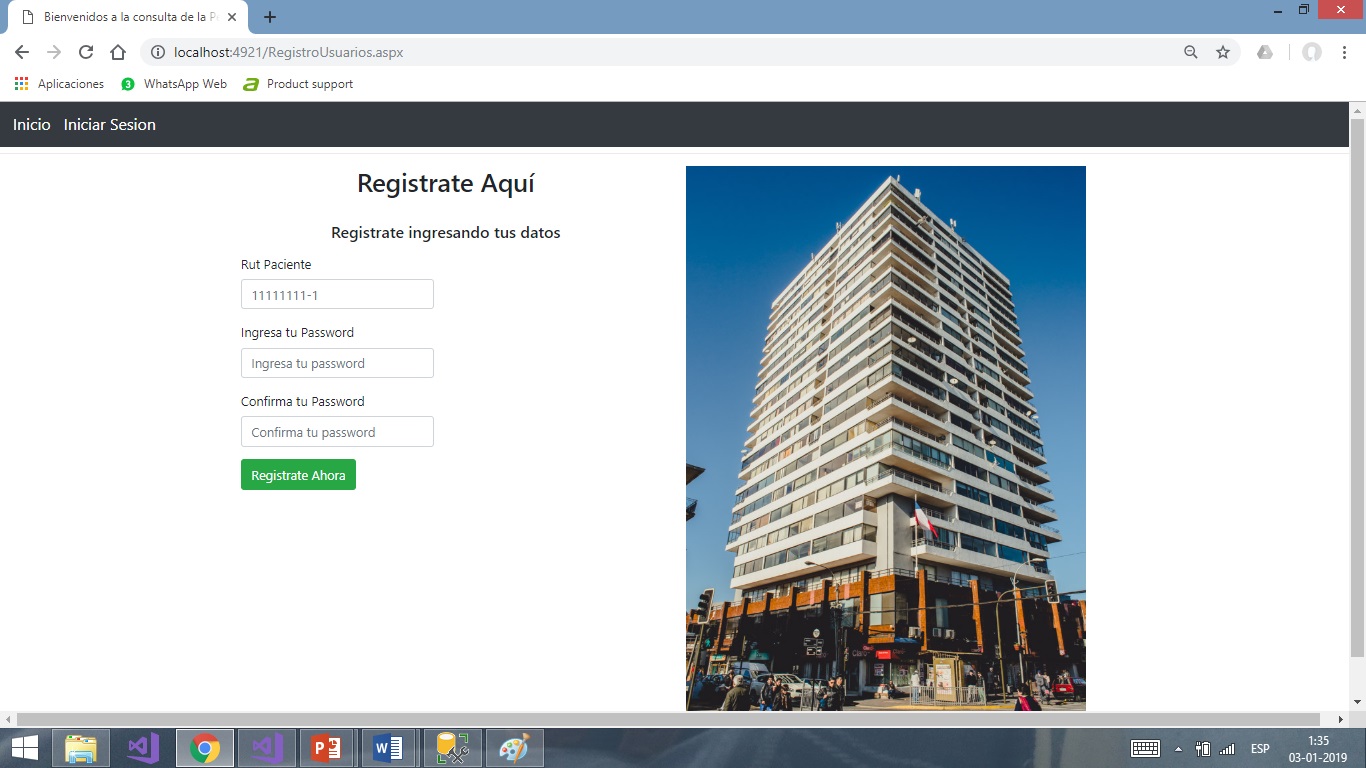 Bienvenidos a la consulta de la P
localhost:4921/RegistroUsuarios.aspx
Aplicaciones
3
WhatsApp Web
Product support
Inicio
Iniciar Sesion
Registrate Aquí
Registrate ingresando tus datos
Rut Paciente
11111111-1
Ingresa tu Password
Ingresa tu password
Confirma tu Password
Confirma tu password
Registrate Ahora
ESP
1:35
03-01-2019